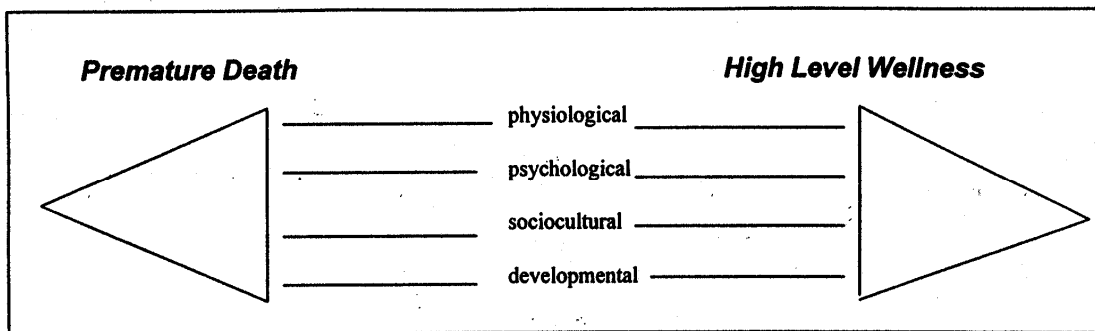 Premature Death
High Level Wellness
physiological
psychological
sociocultural
developmental